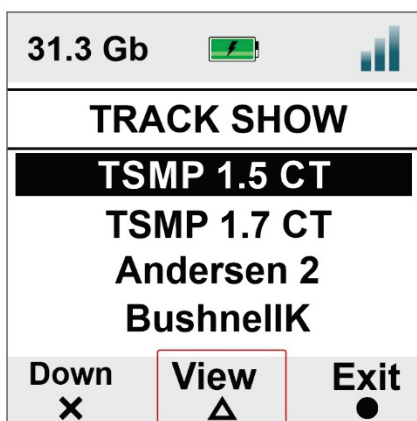 31.3 Gb
TRACK SHOW
TSMP 1.5 CT
TSMP 1.7 CT
Andersen 2
BushnellK
Down View Exit